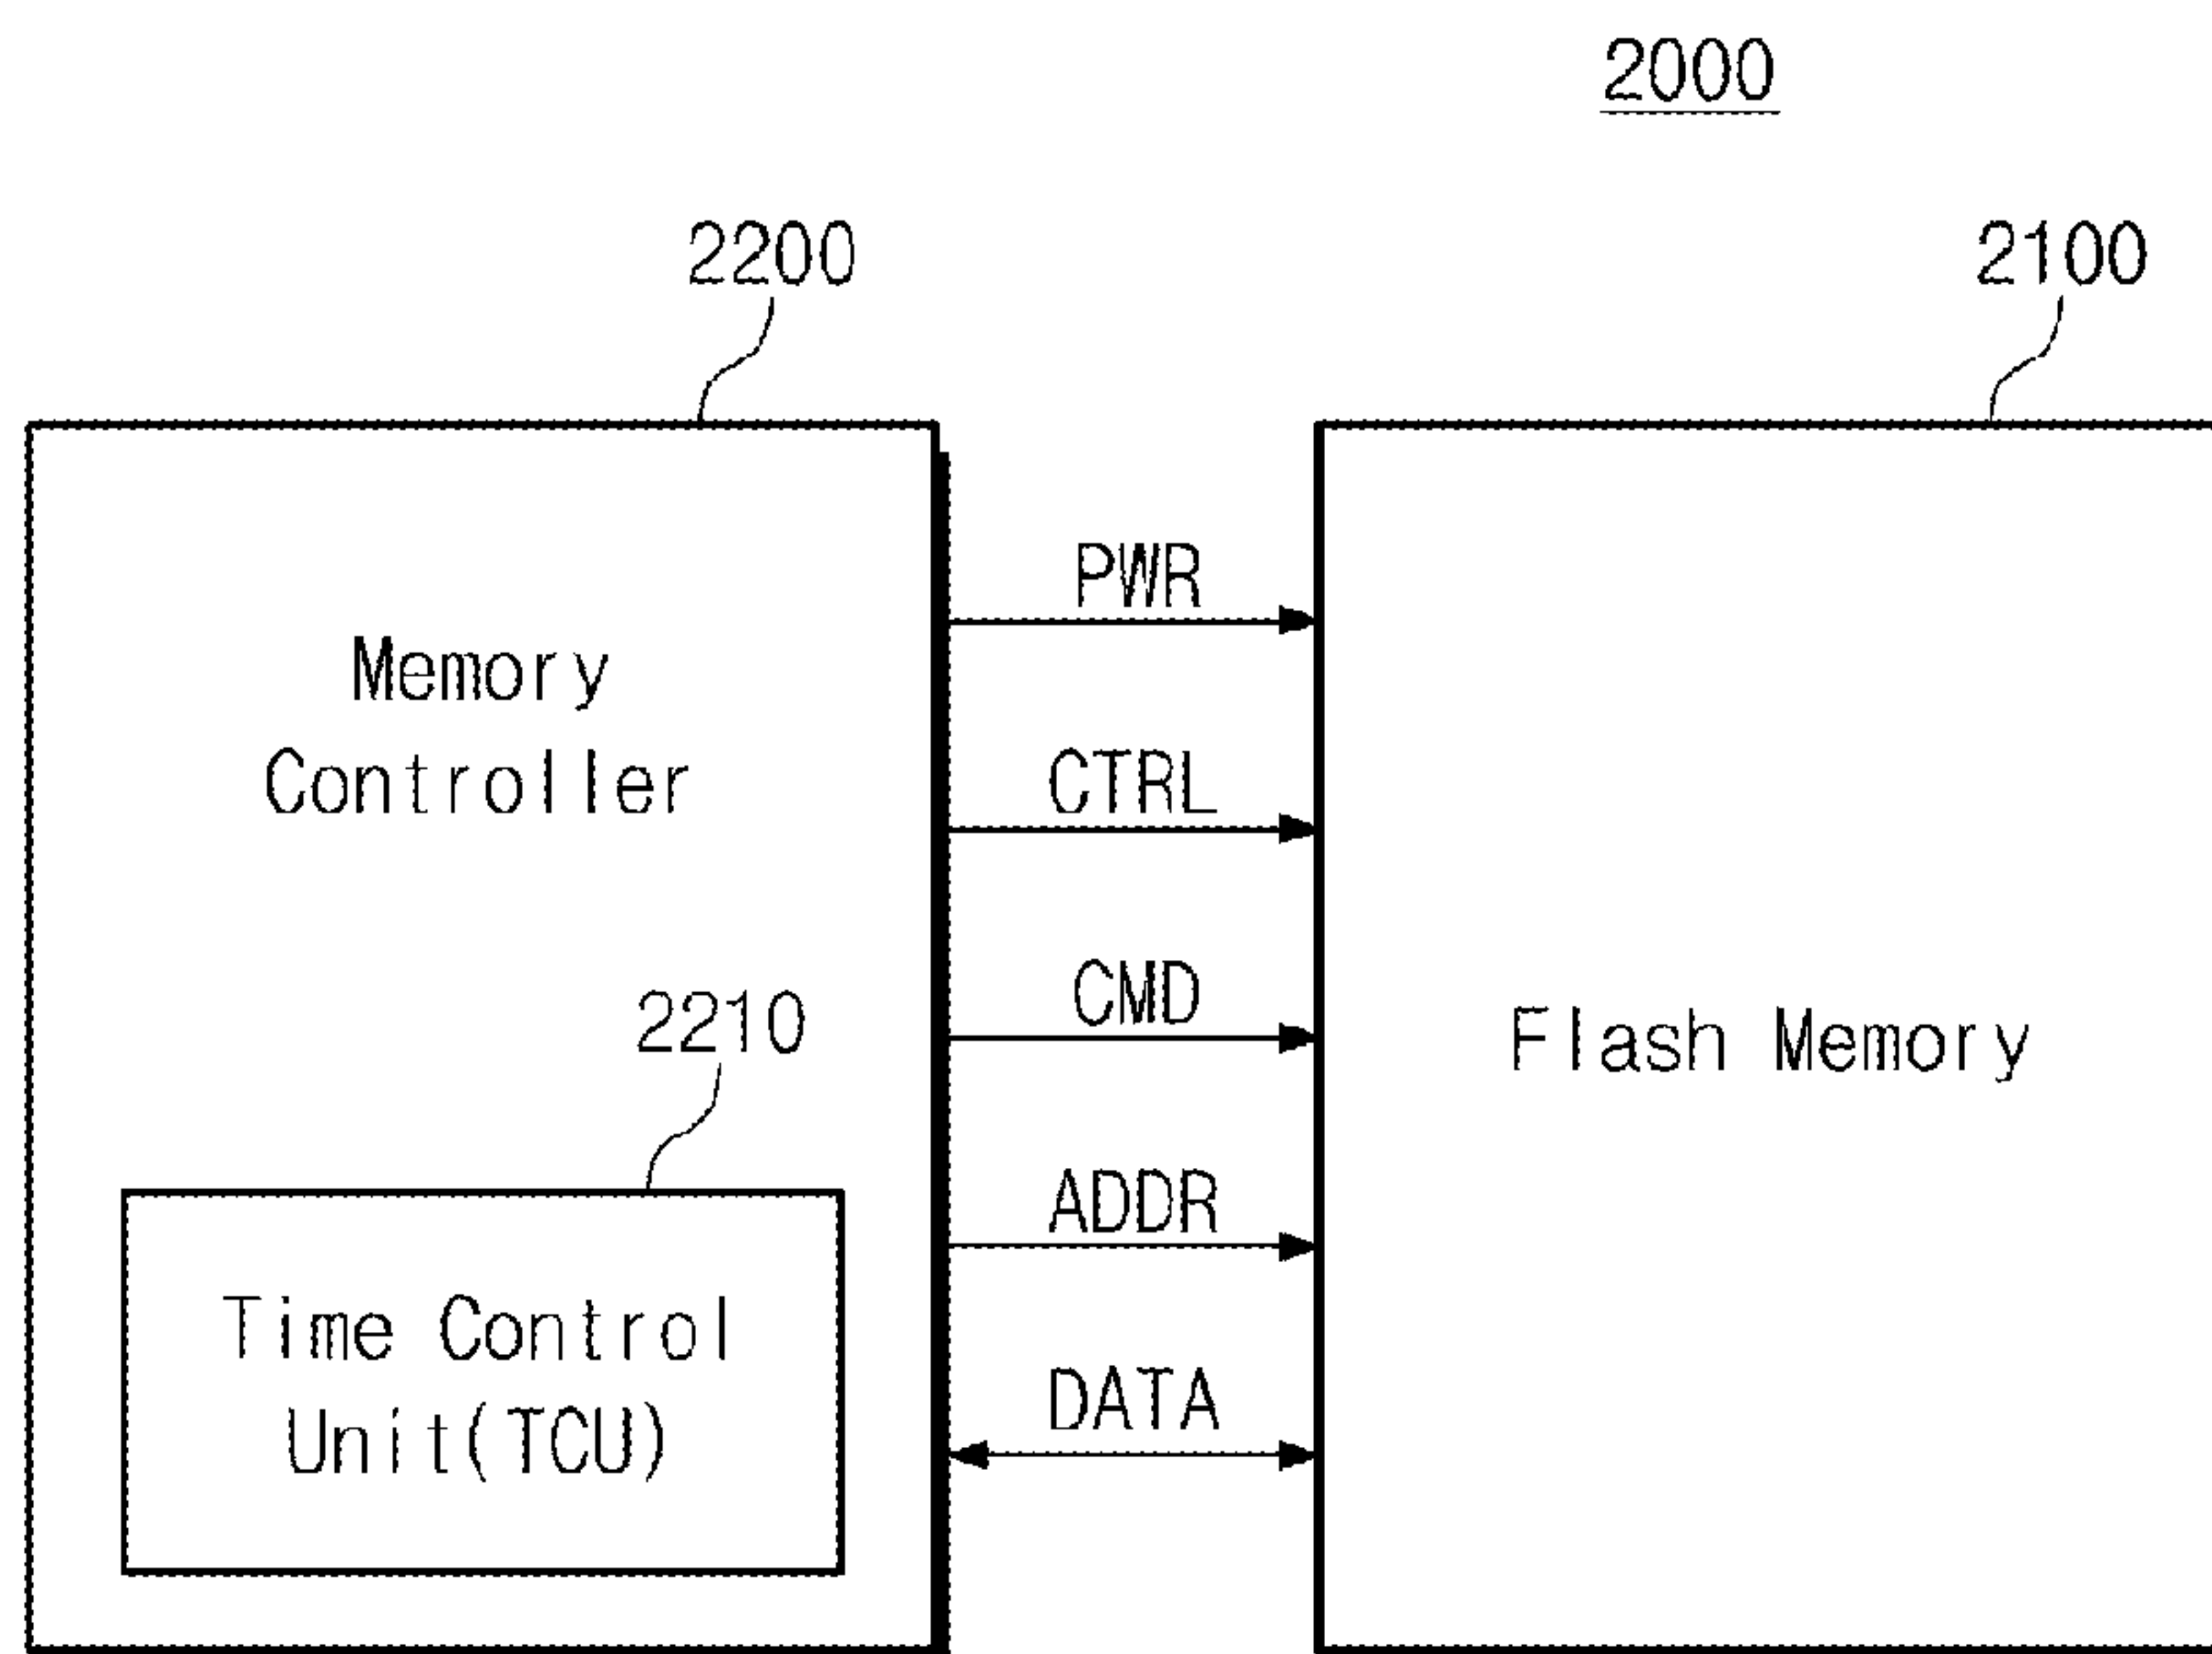 2000
2200
2100
PWR
Memory
Controller
CTRL
CMD
2210
Flash Memory
ADDR
Time Control
Unit(TCU)
DATA